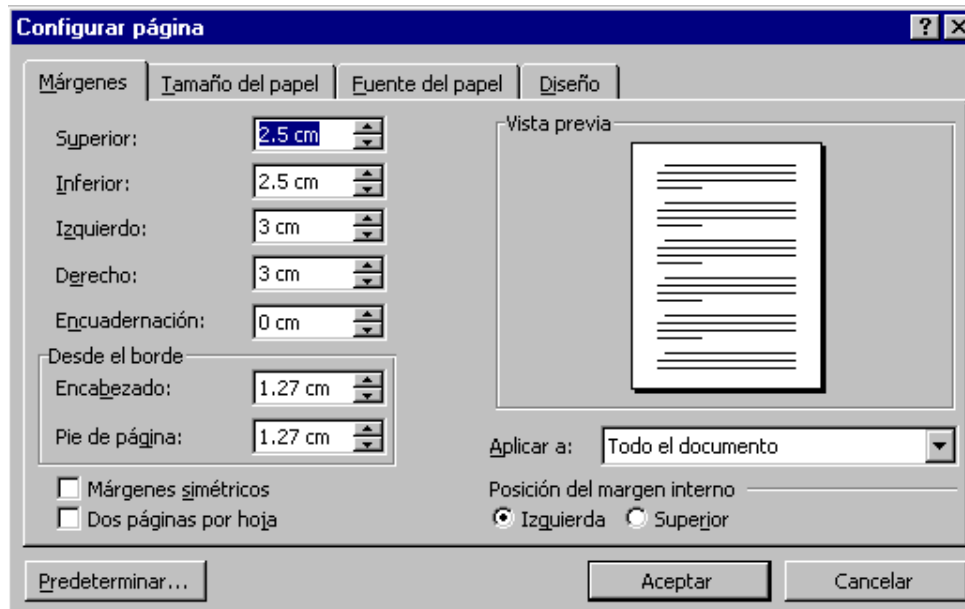 Configurar página
Márgenes Tamaño del papel Fuente del papel Diseño
Superior: 2.5 cm
Inferior: 2.5 cm
Izquierdo: 3 cm
Derecho: 3 cm
Encuadernación: 0 cm
Desde el borde
Encabezado: 1.27 cm
Pie de página: 1.27 cm
Márgenes simétricos
Dos páginas por hoja
Vista previa
Aplicar a: Todo el documento
Posición del margen interno
Izquierda Superior
Predeterminar... Aceptar Cancelar